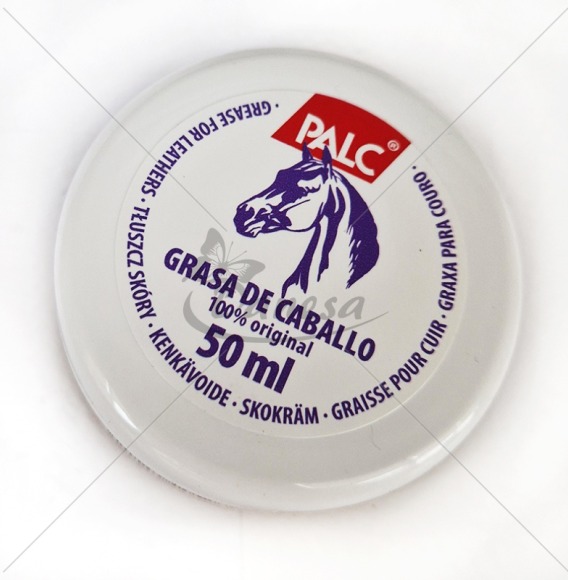 PALC®
GRASA DE CABALLO
100% original
50 ml
· GREASE FOR LEATHERS · TŁUSZCZ SKÓRY · KENKÄVOIDE · SKOKRÄM · GRAISSE POUR CUIR · GRAXA PARA COURO ·